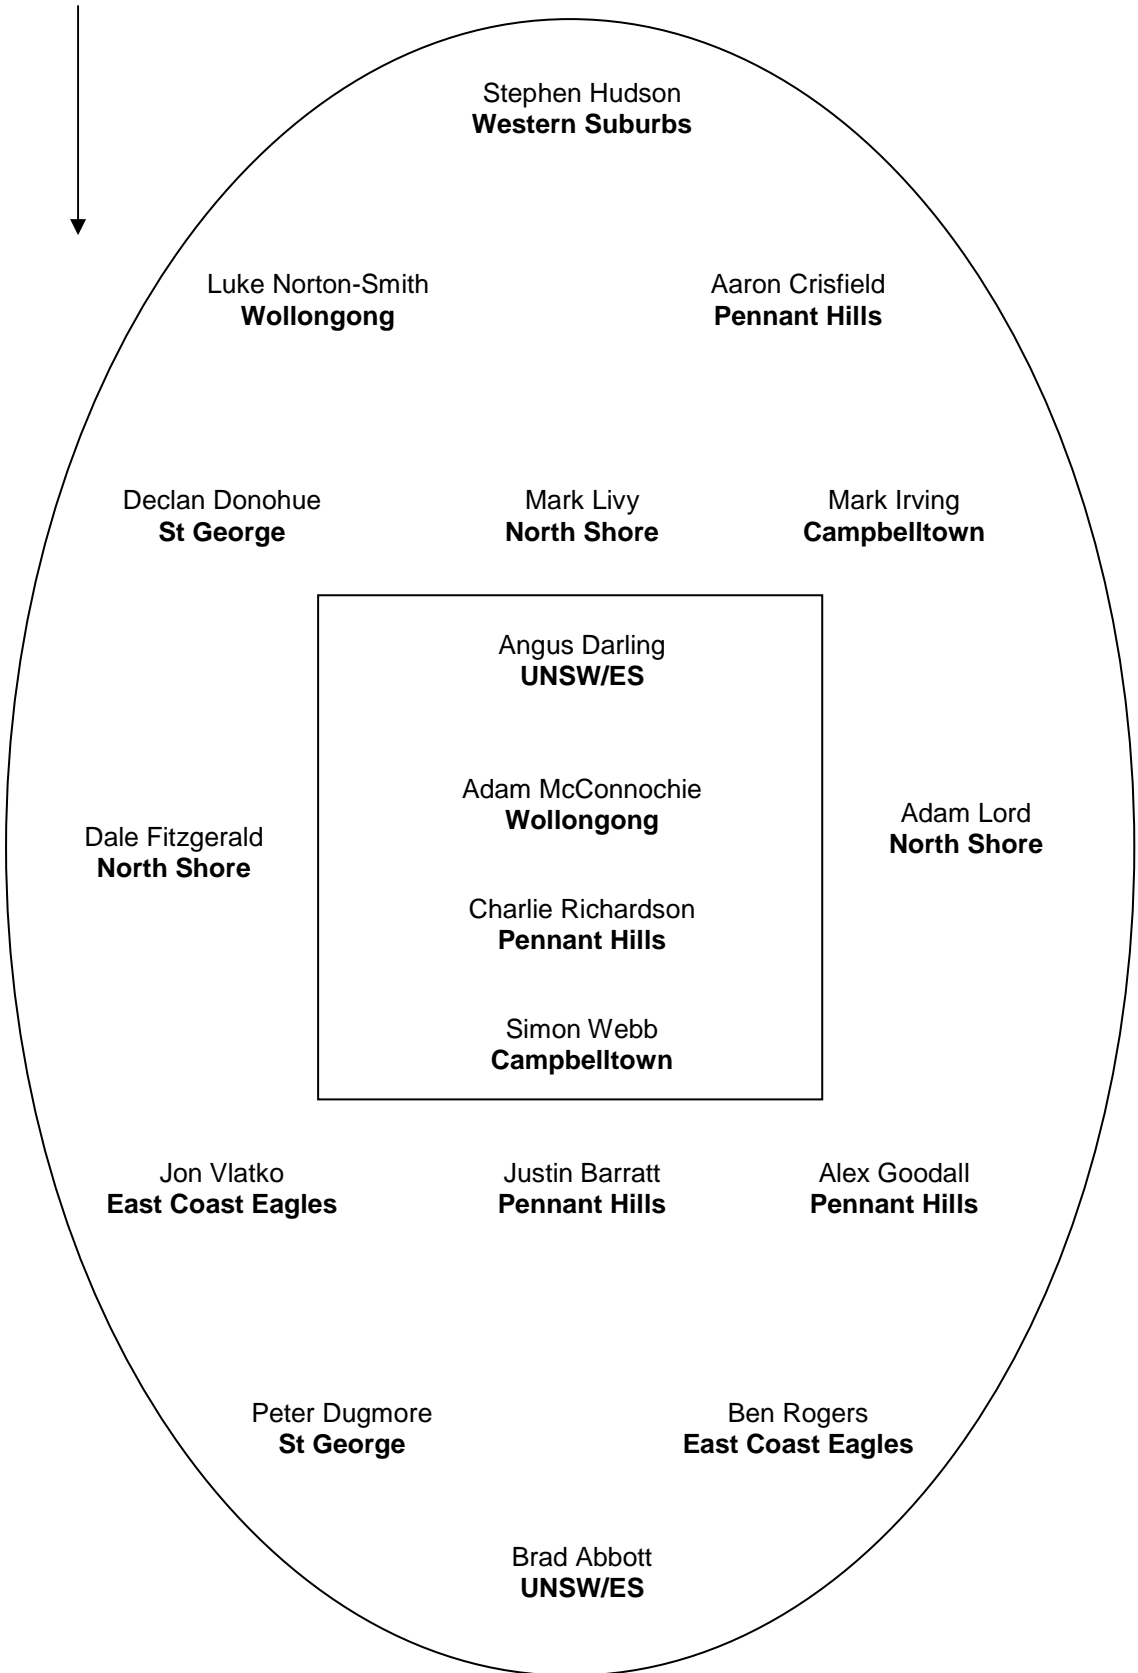 Stephen Hudson
Western Suburbs
Luke Norton-Smith
Wollongong
Aaron Crisfield
Pennant Hills
Declan Donohue
St George
Mark Livy
North Shore
Mark Irving
Campbelltown
Angus Darling
UNSW/ES
Adam McConnochie
Wollongong
Adam Lord
North Shore
Dale Fitzgerald
North Shore
Charlie Richardson
Pennant Hills
Simon Webb
Campbelltown
Jon Vlatko
East Coast Eagles
Justin Barratt
Pennant Hills
Alex Goodall
Pennant Hills
Peter Dugmore
St George
Ben Rogers
East Coast Eagles
Brad Abbott
UNSW/ES